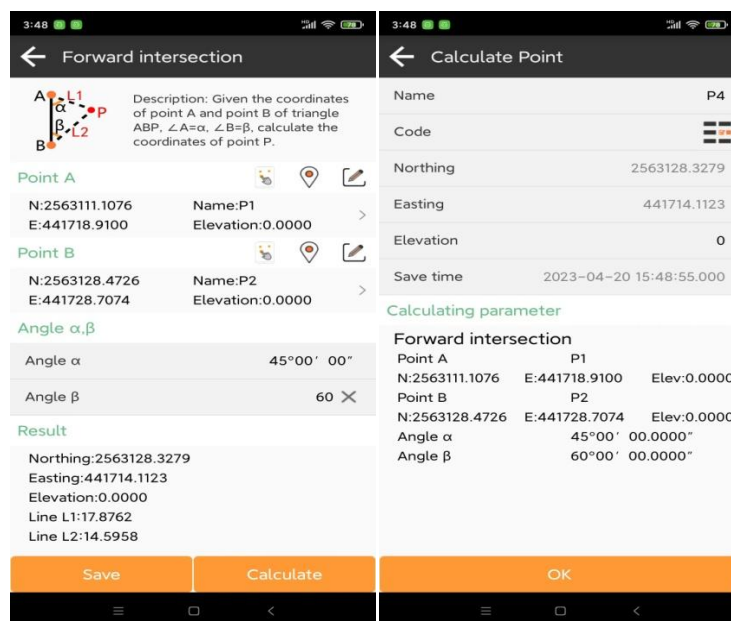 3:48
Forward intersection
A
L1
α
P
β
L2
B
Description: Given the coordinates
of point A and point B of triangle
ABP, ∠A=α, ∠B=β, calculate the
coordinates of point P.
Point A
N:2563111.1076 Name:P1
E:441718.9100 Elevation:0.0000
Point B
N:2563128.4726 Name:P2
E:441728.7074 Elevation:0.0000
Angle α,β
Angle α 45°00′ 00″
Angle β 60
Result
Northing:2563128.3279
Easting:441714.1123
Elevation:0.0000
Line L1:17.8762
Line L2:14.5958
Save Calculate
3:48
Calculate Point
Name P4
Code
Northing 2563128.3279
Easting 441714.1123
Elevation 0
Save time 2023-04-20 15:48:55.000
Calculating parameter
Forward intersection
Point A P1
N:2563111.1076 E:441718.9100 Elev:0.0000
Point B P2
N:2563128.4726 E:441728.7074 Elev:0.0000
Angle α 45°00′ 00.0000″
Angle β 60°00′ 00.0000″
OK